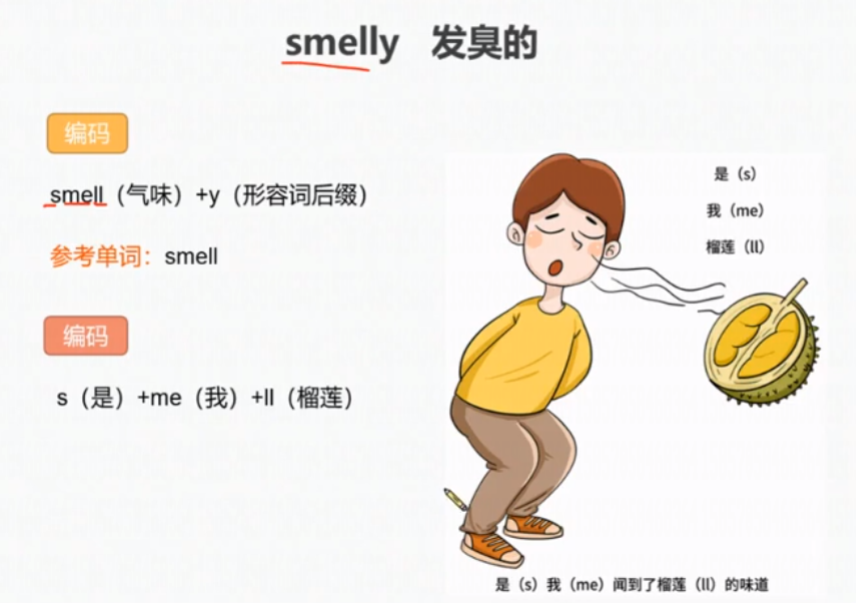 smelly 发臭的
编码
smell（气味）+y（形容词后缀）
参考单词：smell
编码
s（是）+me（我）+ll（榴莲）
是（s）
我（me）
榴莲（ll）
是（s）我（me）闻到了榴莲（ll）的味道